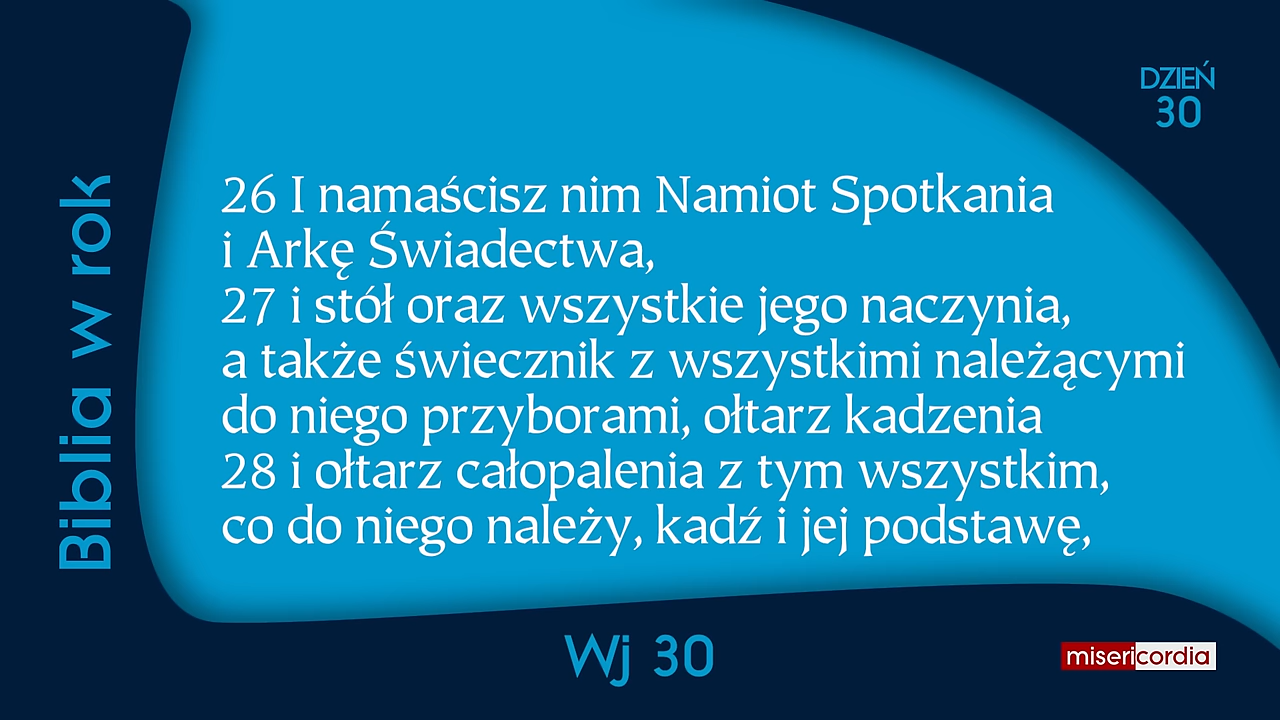 DZIEŃ
30
Biblia w rok
26 I namaścisz nim Namiot Spotkania
i Arkę Świadectwa,
27 i stół oraz wszystkie jego naczynia,
a także świecznik z wszystkimi należącymi
do niego przyborami, ołtarz kadzenia
28 i ołtarz całopalenia z tym wszystkim,
co do niego należy, kadź i jej podstawę,
Wj 30
misericordia